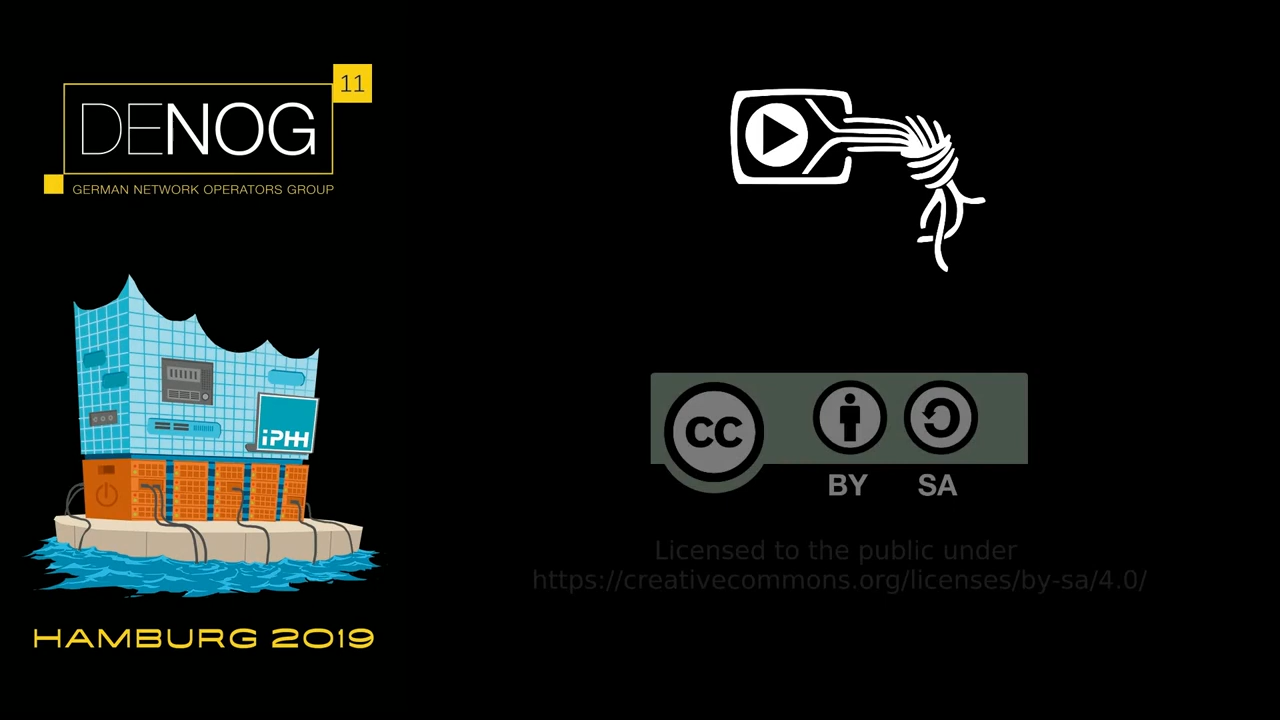 11
DENOG
GERMAN NETWORK OPERATORS GROUP
iPHH
HAMBURG 2019
CC
BY SA
Licensed to the public under
https://creativecommons.org/licenses/by-sa/4.0/